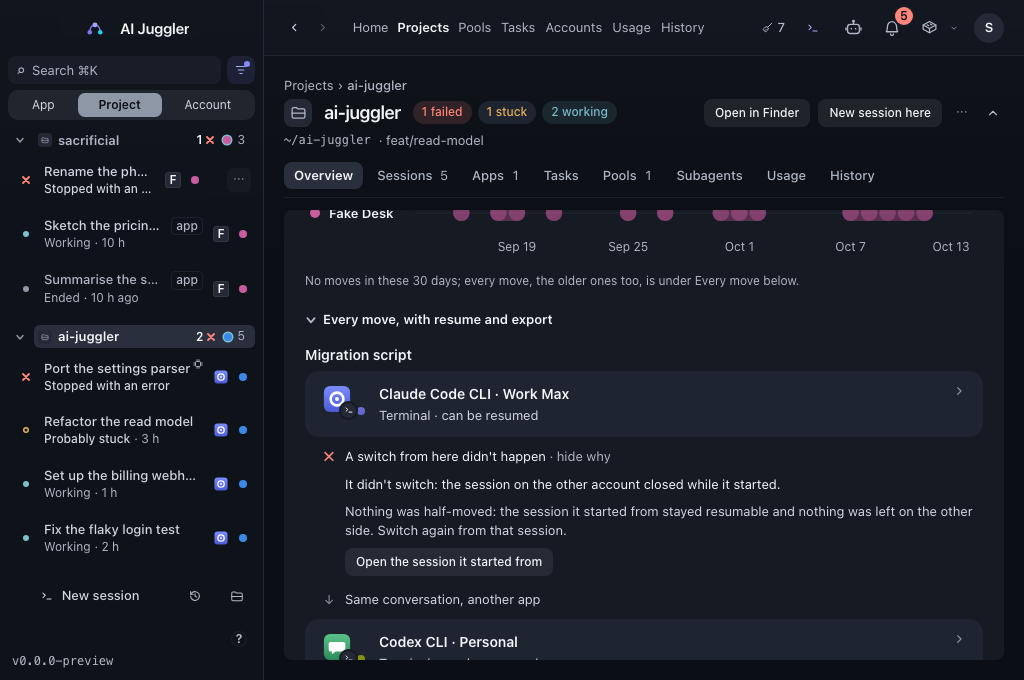 AI Juggler
Search ⌘K
App Project Account
sacrificial 1 3
Rename the ph... F
Stopped with an ...
Sketch the pricin... app F
Working · 10 h
Summarise the s... app F
Ended · 10 h ago
ai-juggler 2 5
Port the settings parser
Stopped with an error
Refactor the read model
Probably stuck · 3 h
Set up the billing webh...
Working · 1 h
Fix the flaky login test
Working · 2 h
New session
?
v0.0.0-preview
Home Projects Pools Tasks Accounts Usage History 7 5 S
Projects › ai-juggler
ai-juggler 1 failed 1 stuck 2 working Open in Finder New session here ...
~/ai-juggler · feat/read-model
Overview Sessions 5 Apps 1 Tasks Pools 1 Subagents Usage History
Fake Desk
Sep 19 Sep 25 Oct 1 Oct 7 Oct 13
No moves in these 30 days; every move, the older ones too, is under Every move below.
Every move, with resume and export
Migration script
Claude Code CLI · Work Max
Terminal · can be resumed
A switch from here didn't happen · hide why
It didn't switch: the session on the other account closed while it started.
Nothing was half-moved: the session it started from stayed resumable and nothing was left on the other
side. Switch again from that session.
Open the session it started from
Same conversation, another app
Codex CLI · Personal